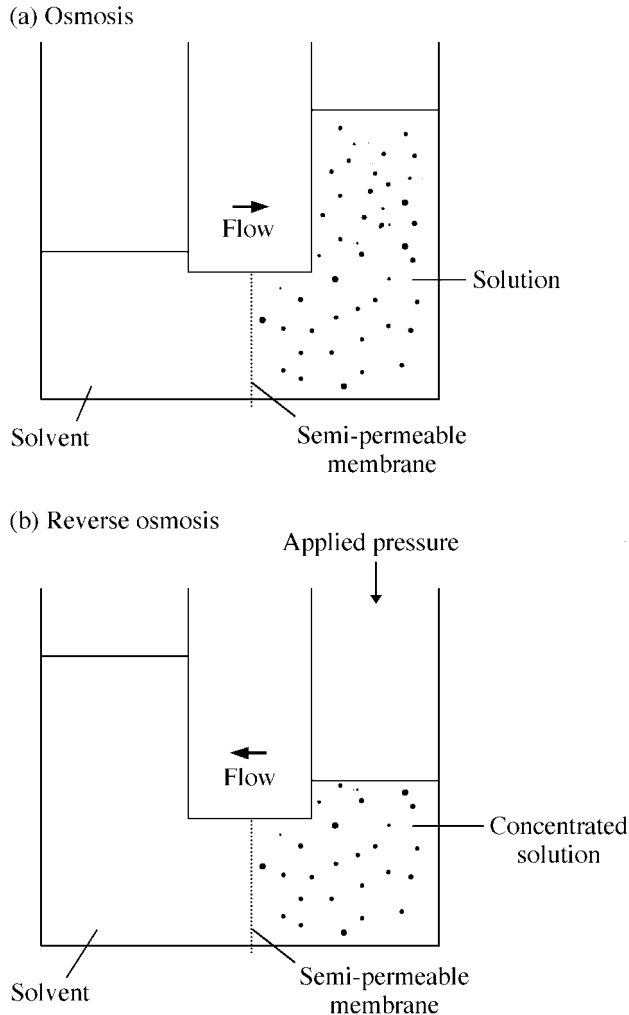 (a) Osmosis
Flow
Solution
Solvent
Semi-permeable
membrane
(b) Reverse osmosis
Applied pressure
Flow
Concentrated
solution
Solvent
Semi-permeable
membrane